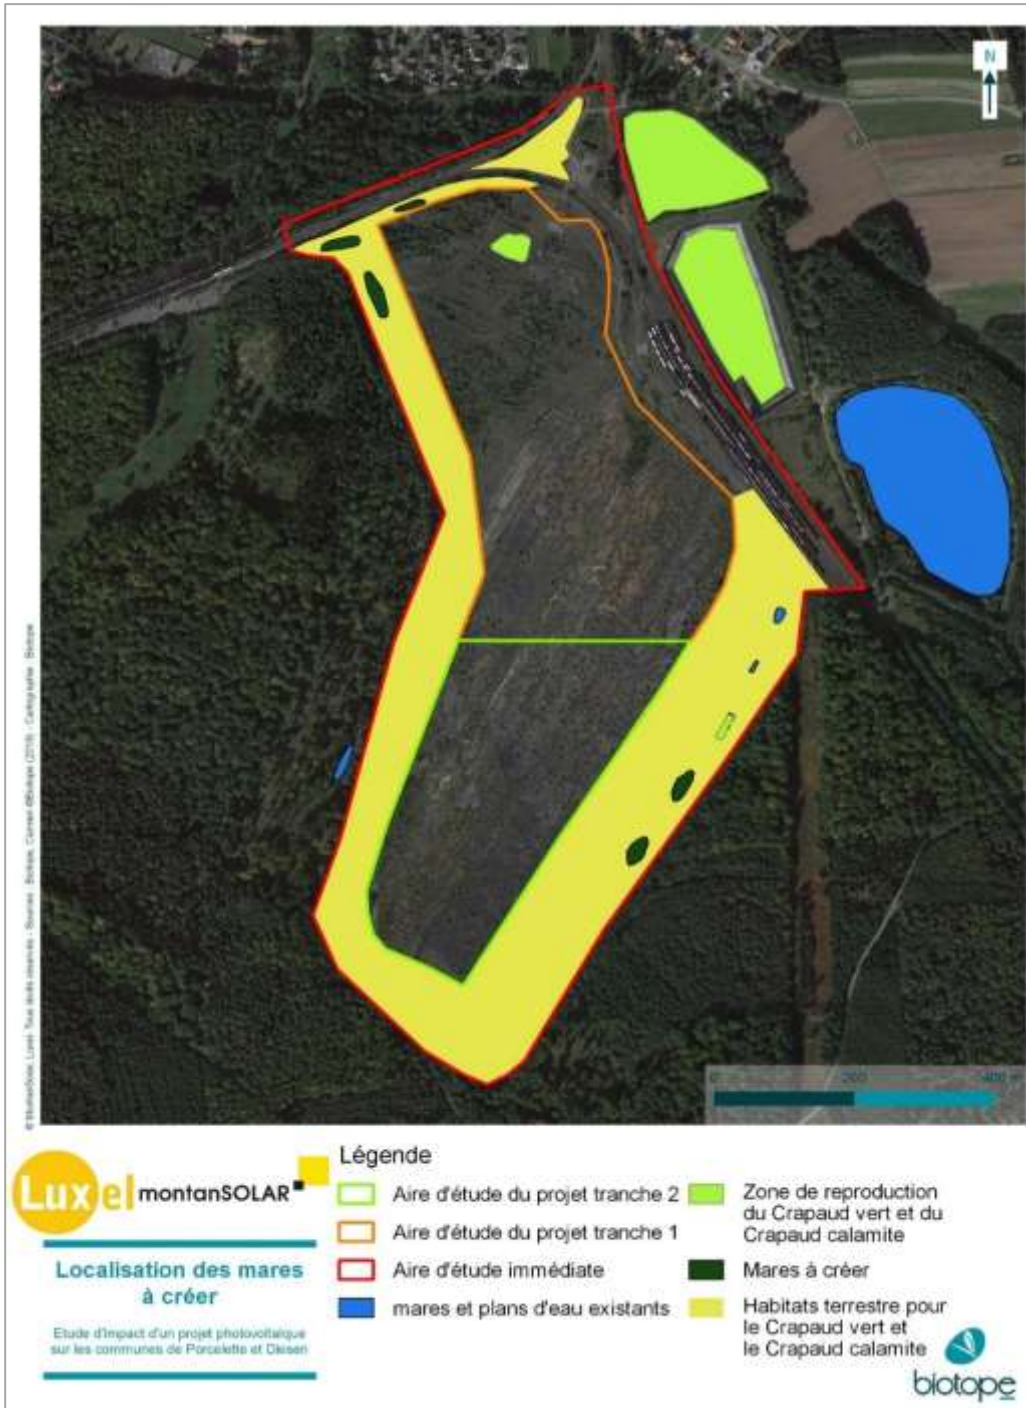 N
400 m
Luxel
montanSOLAR
Localisation des mares
à créer
Etude d'impact d'un projet photovoltaïque
sur les communes de Porcelette et Diesen
Légende
Aire d'étude du projet tranche 2
Aire d'étude du projet tranche 1
Aire d'étude immédiate
mares et plans d'eau existants
Zone de reproduction
du Crapaud vert et du
Crapaud calamite
Mares à créer
Habitats terrestre pour
le Crapaud vert et
le Crapaud calamite
biotope